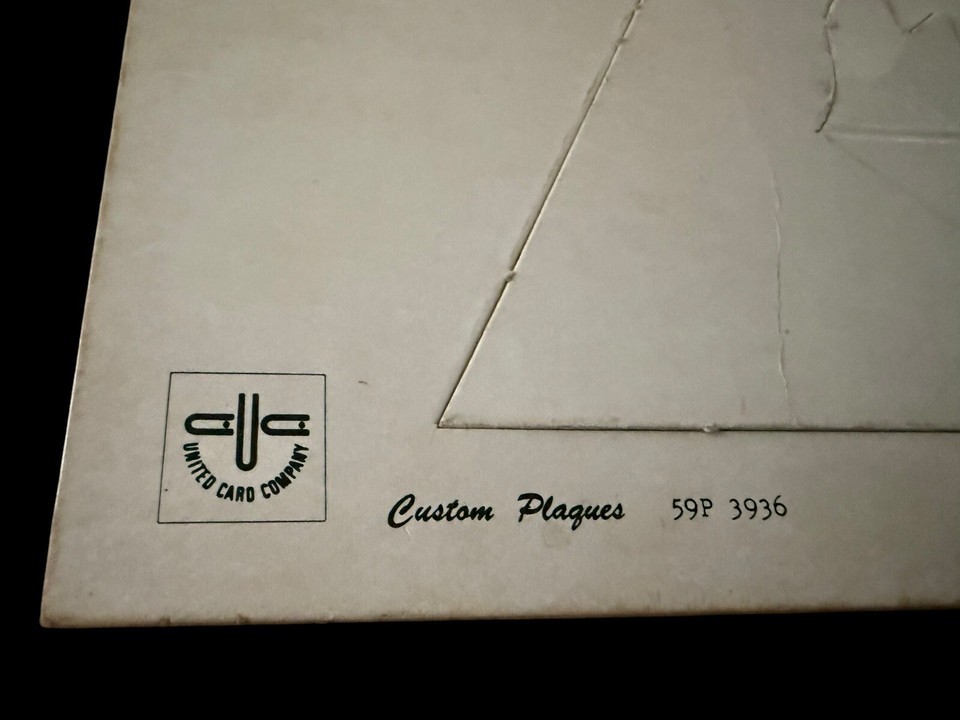 UNITED CARD COMPANY
Custom Plaques 59P 3936